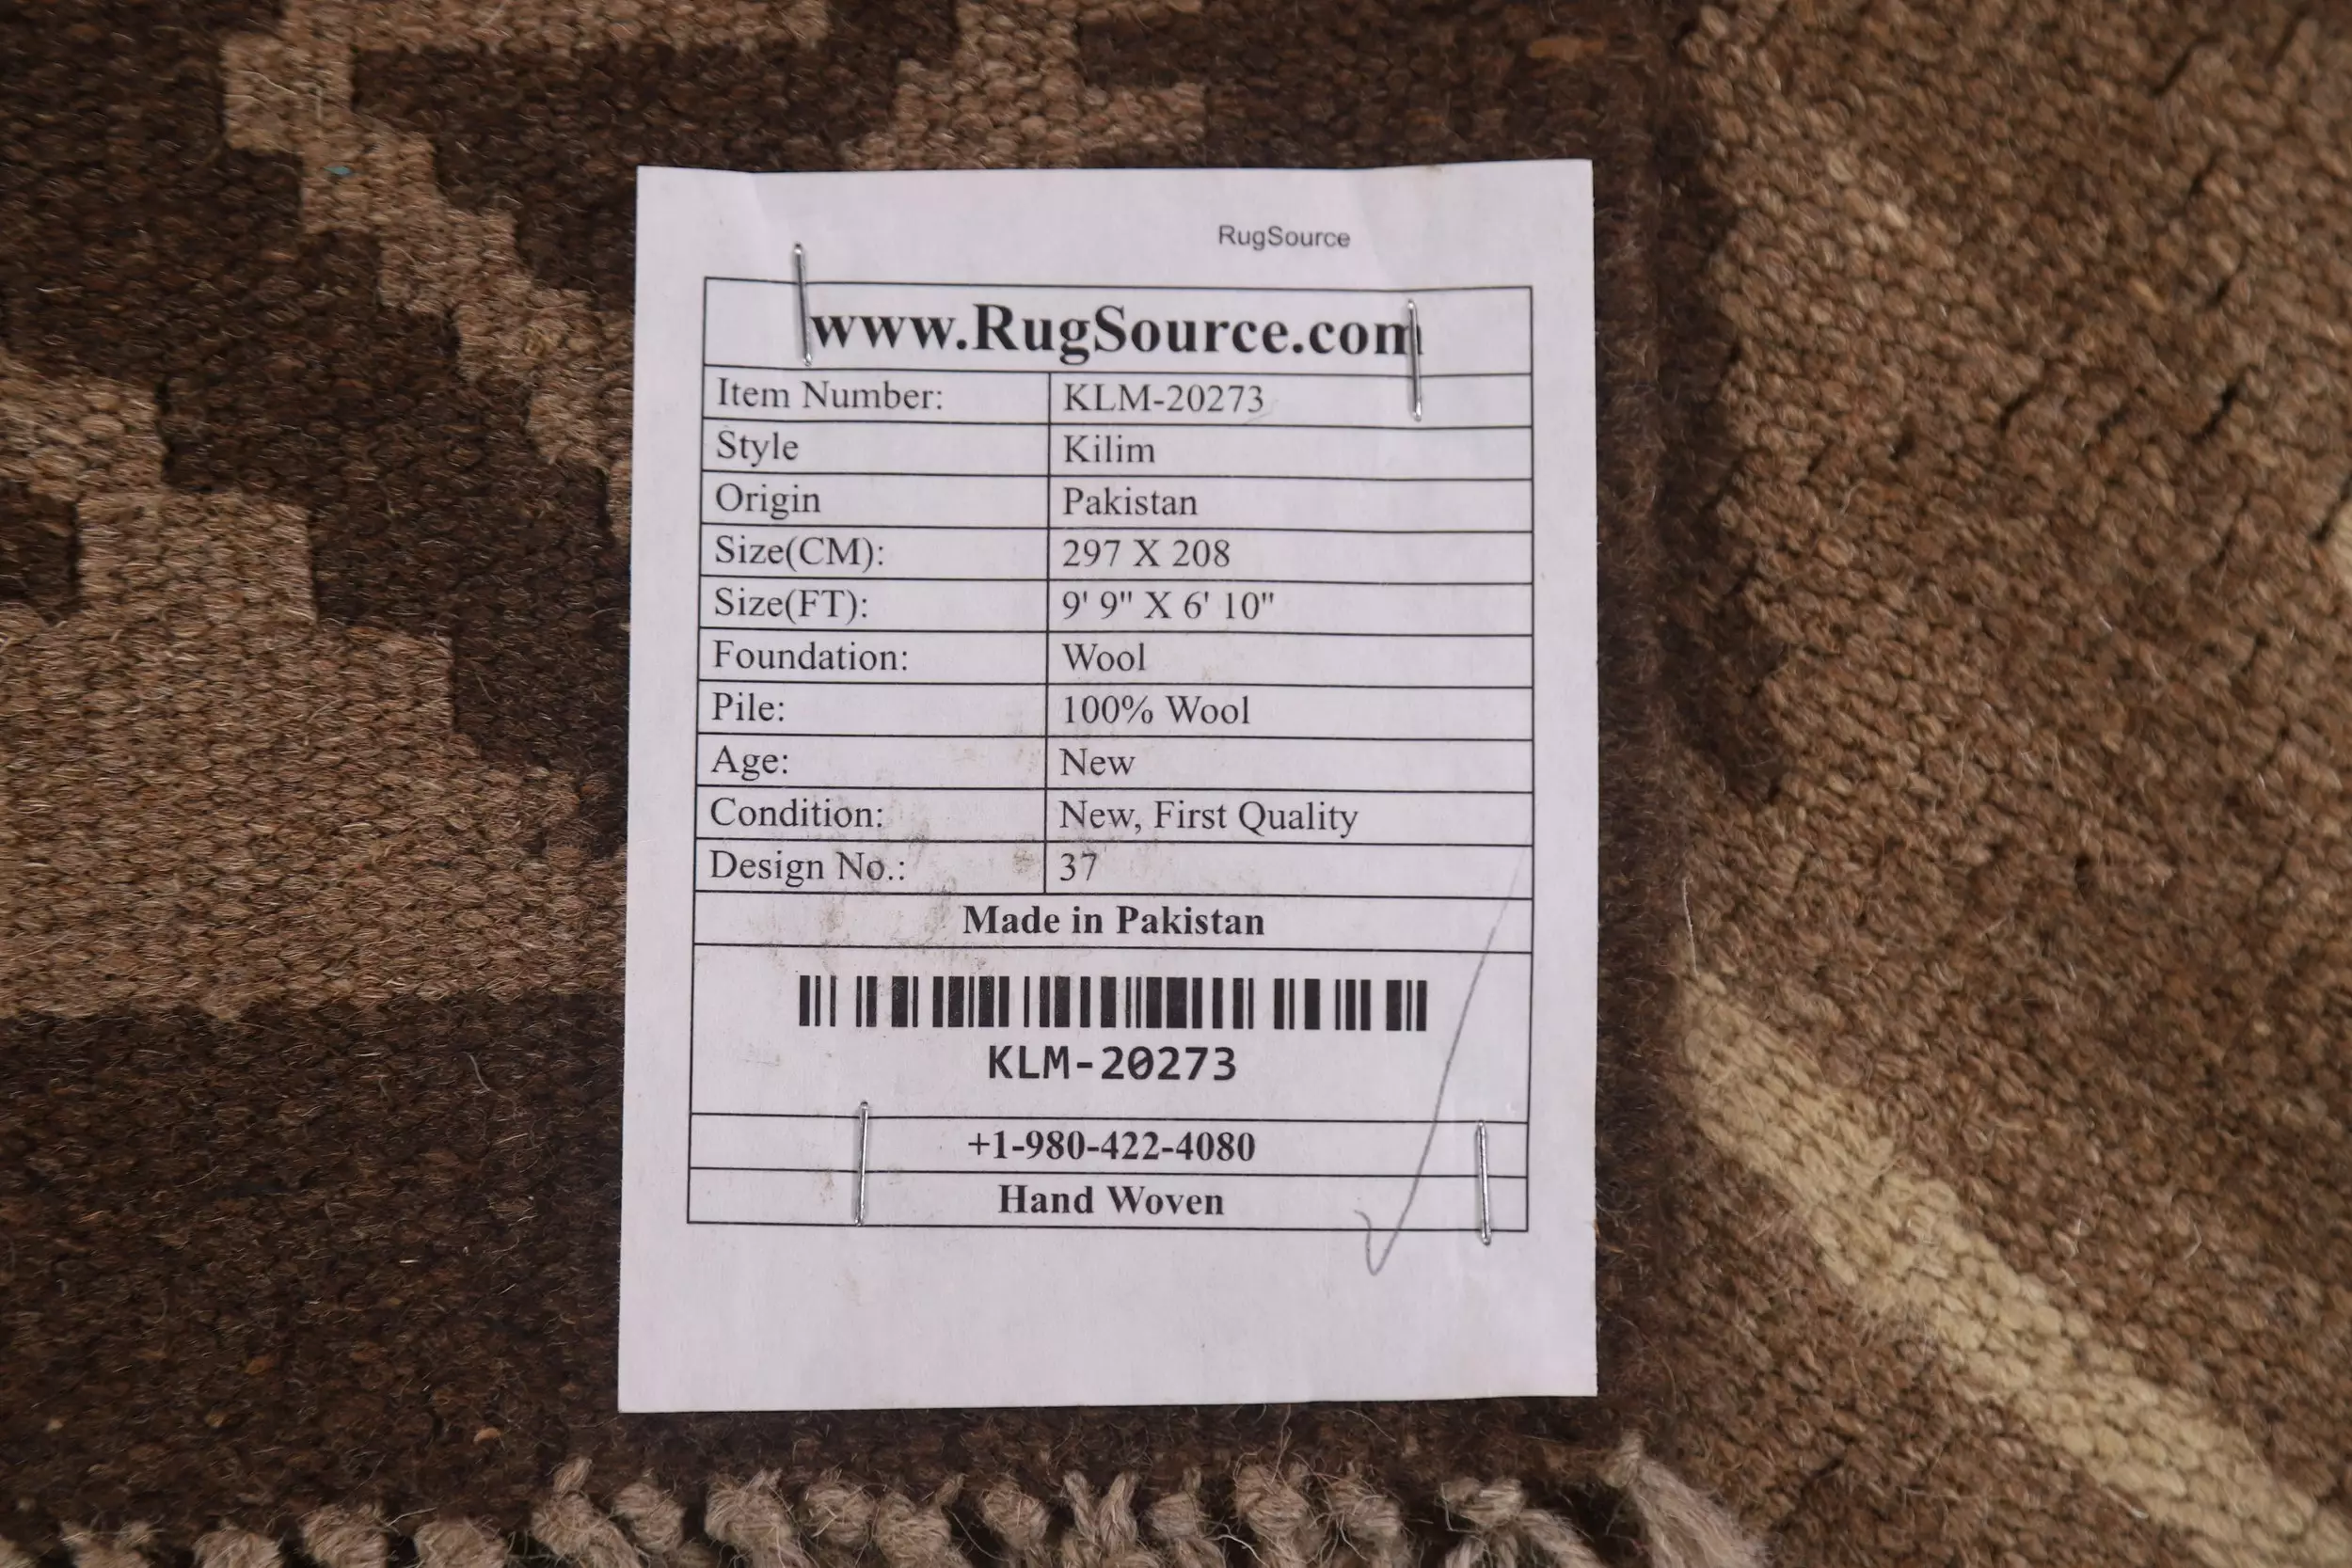 RugSource
www.RugSource.com
Item Number: KLM-20273
Style Kilim
Origin Pakistan
Size(CM): 297 X 208
Size(FT): 9' 9" X 6' 10"
Foundation: Wool
Pile: 100% Wool
Age: New
Condition: New, First Quality
Design No.: 37
Made in Pakistan
KLM-20273
+1-980-422-4080
Hand Woven